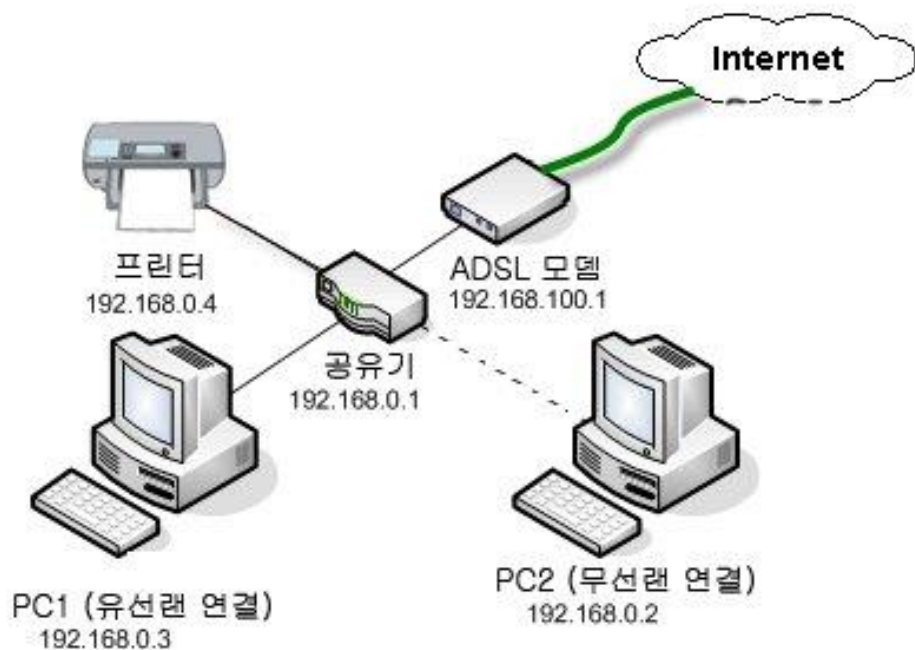 Internet
프린터
192.168.0.4
ADSL 모뎀
192.168.100.1
공유기
192.168.0.1
PC1 (유선랜 연결)
192.168.0.3
PC2 (무선랜 연결)
192.168.0.2